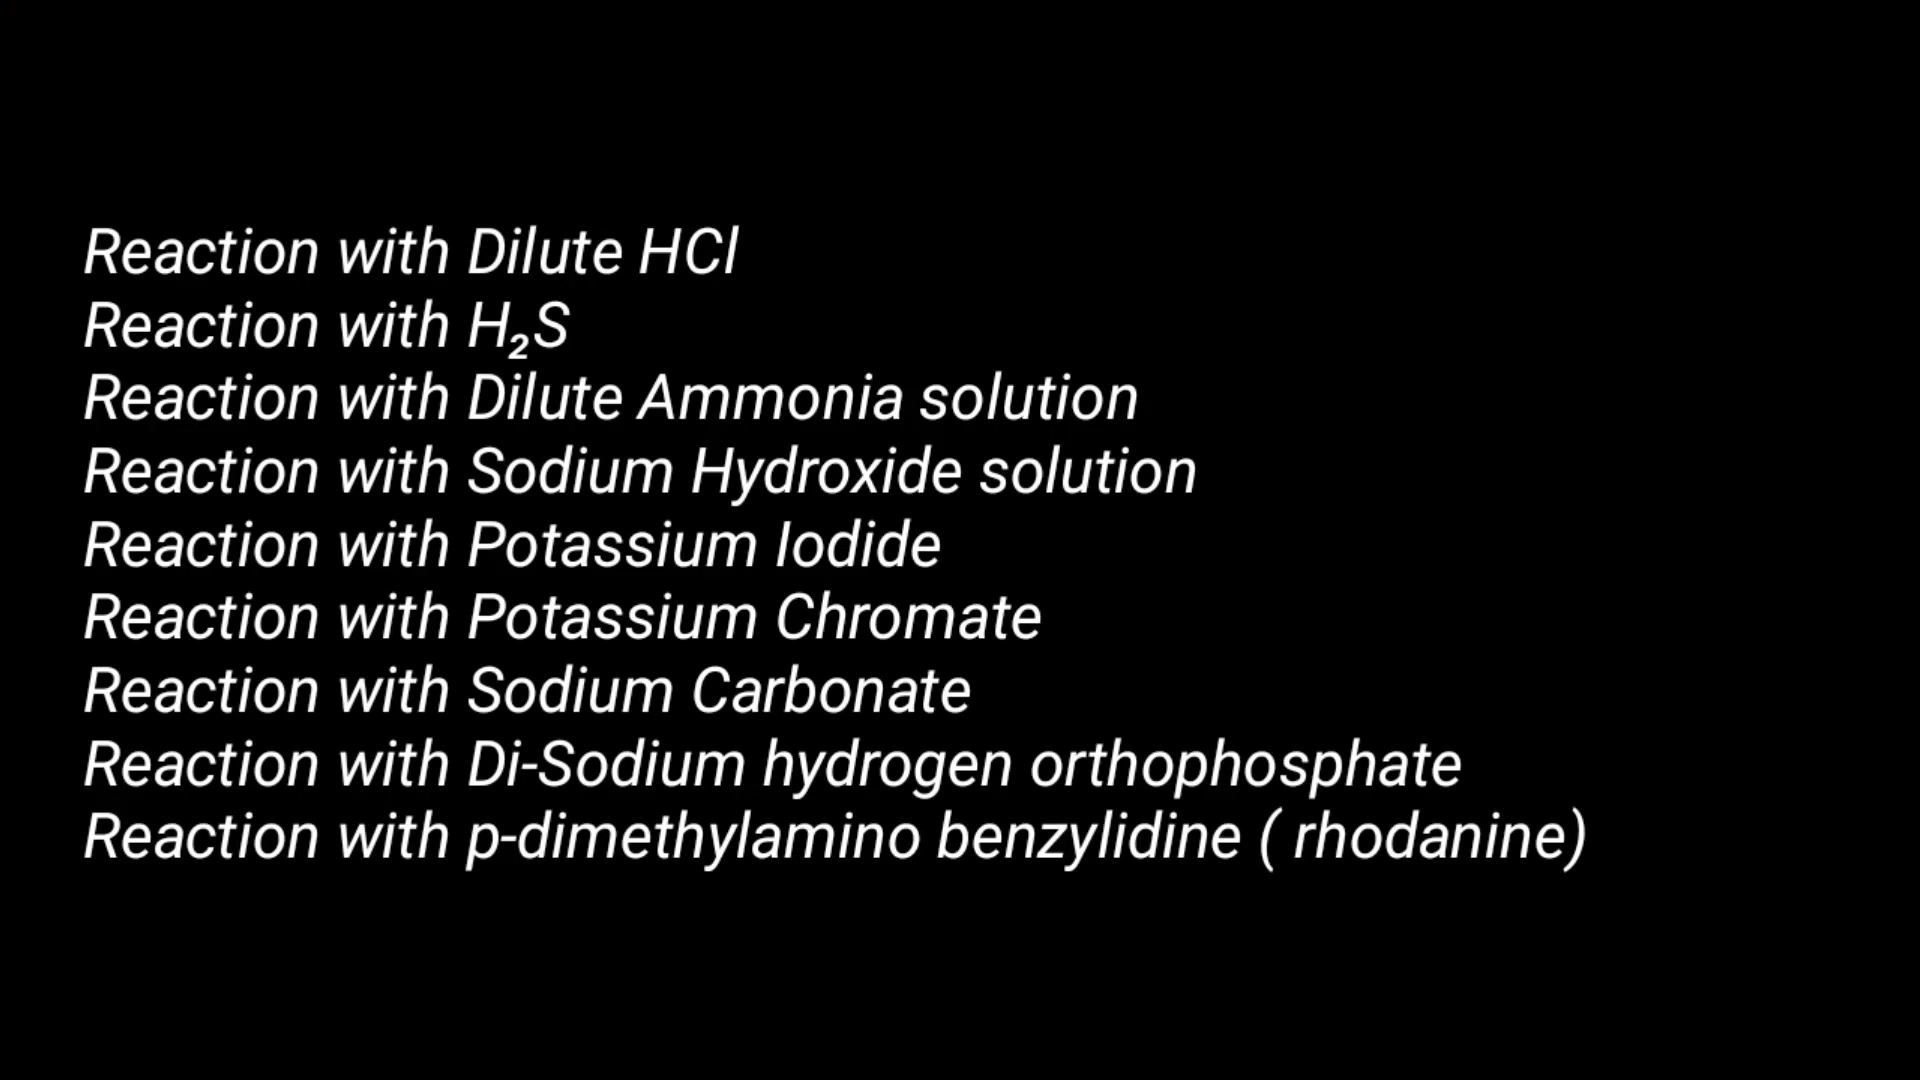 Reaction with Dilute HCl
Reaction with H₂S
Reaction with Dilute Ammonia solution
Reaction with Sodium Hydroxide solution
Reaction with Potassium Iodide
Reaction with Potassium Chromate
Reaction with Sodium Carbonate
Reaction with Di-Sodium hydrogen orthophosphate
Reaction with p-dimethylamino benzylidine ( rhodanine)